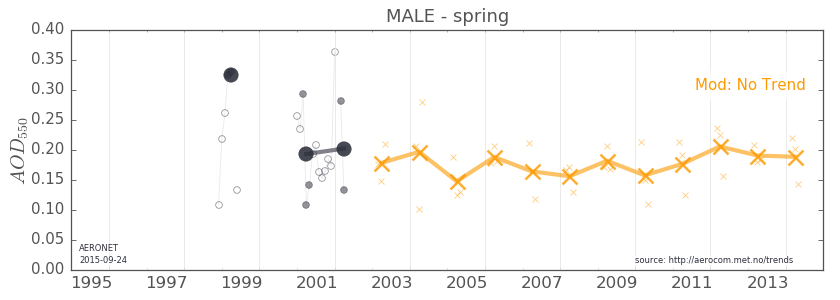 MALE - spring
0.40
0.35
0.30
0.25
0.20
0.15
0.10
0.05
0.00
AOD550
Mod: No Trend
AERONET
2015-09-24
source: http://aerocom.met.no/trends
1995 1997 1999 2001 2003 2005 2007 2009 2011 2013